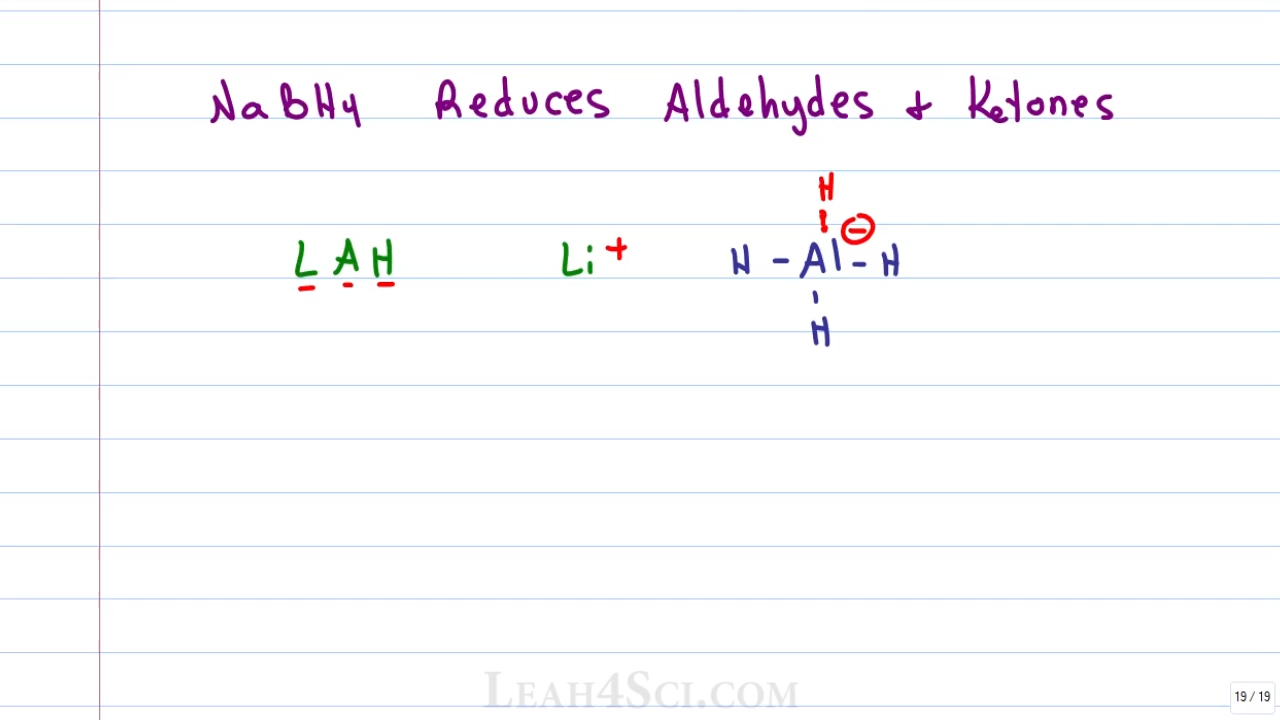 NaBH4 Reduces Aldehydes + Ketones
H
LAH Li+ H - Al - H
H
LEAH4SCI.COM
19 / 19